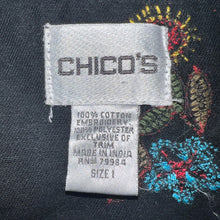 CHICO'S
100% COTTON
EMBROIDERY:
100% POLYESTER
EXCLUSIVE OF
TRIM
MADE IN INDIA
RN# 79984
SIZE 1